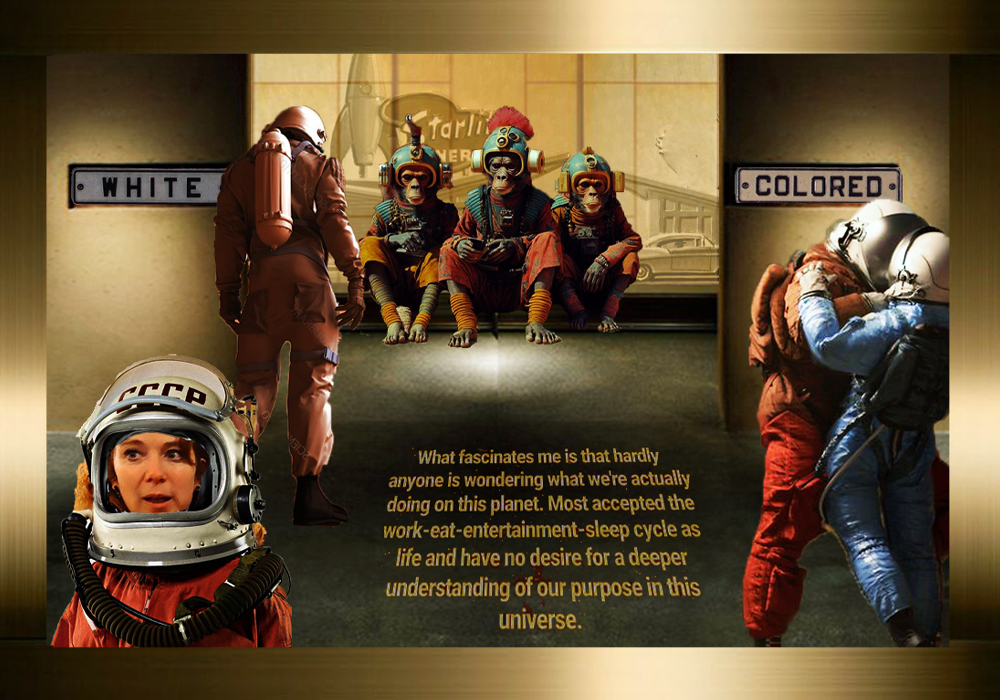 Starli
NER
WHITE
COLORED
CCCP
What fascinates me is that hardly
anyone is wondering what we're actually
doing on this planet. Most accepted the
work-eat-entertainment-sleep cycle as
life and have no desire for a deeper
understanding of our purpose in this
universe.